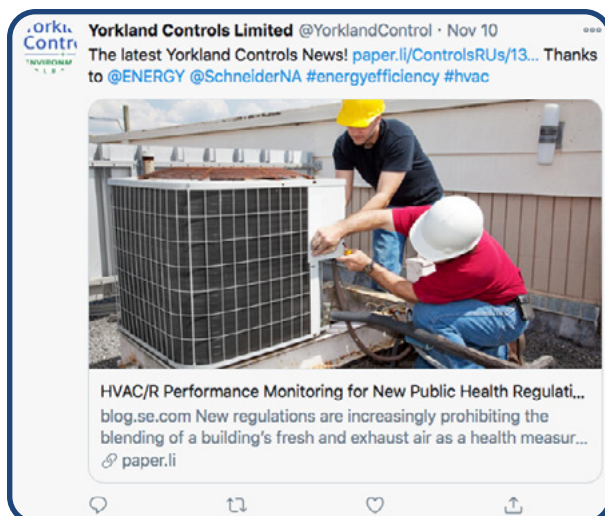 Yorkland Controls Limited @YorklandControl · Nov 10
The latest Yorkland Controls News! paper.li/ControlsRUs/13... Thanks
to @ENERGY @SchneiderNA #energyefficiency #hvac
HVAC/R Performance Monitoring for New Public Health Regulati...
blog.se.com New regulations are increasingly prohibiting the
blending of a building's fresh and exhaust air as a health measur...
paper.li